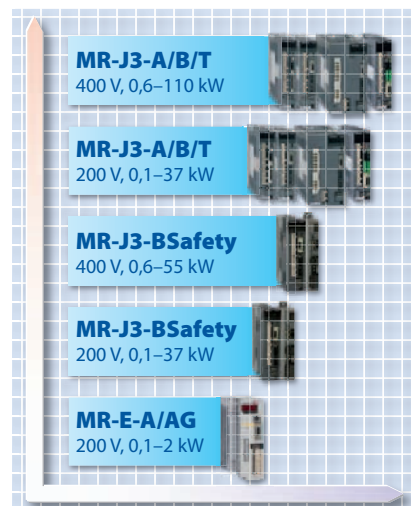 MR-J3-A/B/T
400 V, 0,6–110 kW
MR-J3-A/B/T
200 V, 0,1–37 kW
MR-J3-BSafety
400 V, 0,6–55 kW
MR-J3-BSafety
200 V, 0,1–37 kW
MR-E-A/AG
200 V, 0,1–2 kW